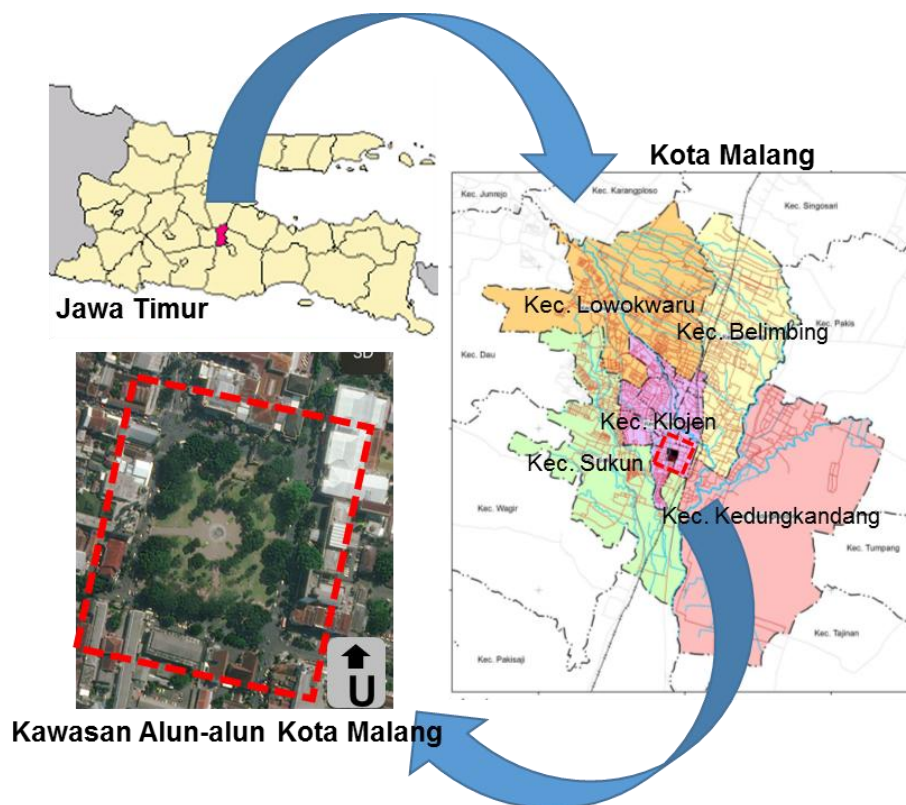 Kota Malang
Jawa Timur
Kec. Junrejo
Kec. Karangploso
Kec. Singosari
Kec. Lowokwaru
Kec. Belimbing
Kec. Pakis
Kec. Dau
Kec. Klojen
Kec. Sukun
Kec. Wagir
Kec. Kedungkandang
Kec. Tumpang
Kec. Tajinan
Kec. Pakisaji
3D
U
Kawasan Alun-alun Kota Malang